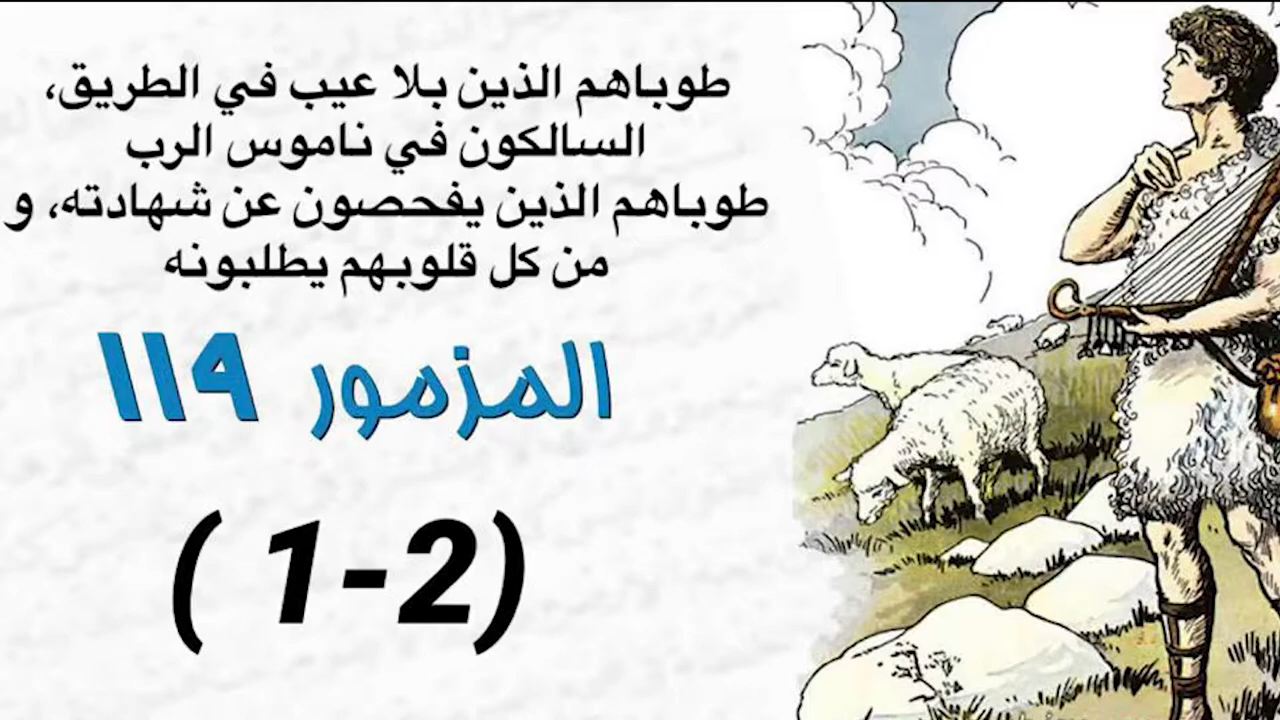 طوباهم الذين بلا عيب في الطريق،
السالكون في ناموس الرب
طوباهم الذين يفحصون عن شهادته، و
من كل قلوبهم يطلبونه
المزمور ١١٩
( 1-2)